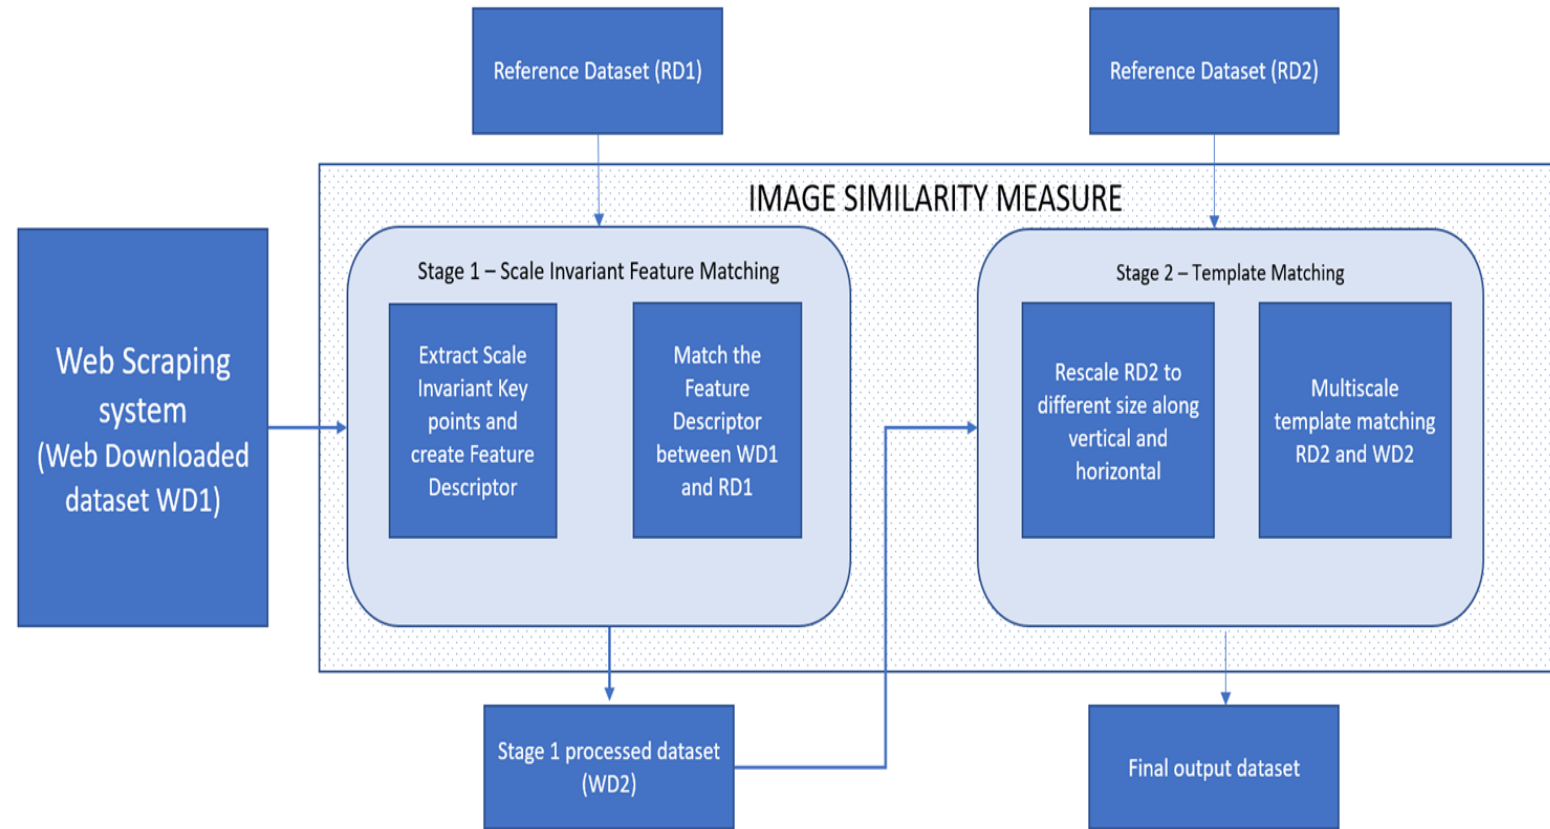 Reference Dataset (RD1)
Reference Dataset (RD2)
IMAGE SIMILARITY MEASURE
Web Scraping
system
(Web Downloaded
dataset WD1)
Stage 1 – Scale Invariant Feature Matching
Extract Scale
Invariant Key
points and
create Feature
Descriptor
Match the
Feature
Descriptor
between WD1
and RD1
Stage 2 – Template Matching
Rescale RD2 to
different size along
vertical and
horizontal
Multiscale
template matching
RD2 and WD2
Stage 1 processed dataset
(WD2)
Final output dataset